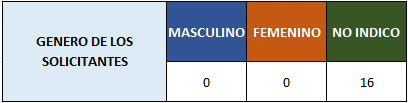 GENERO DE LOS
SOLICITANTES
MASCULINO
FEMENINO
NO INDICO
0
0
16